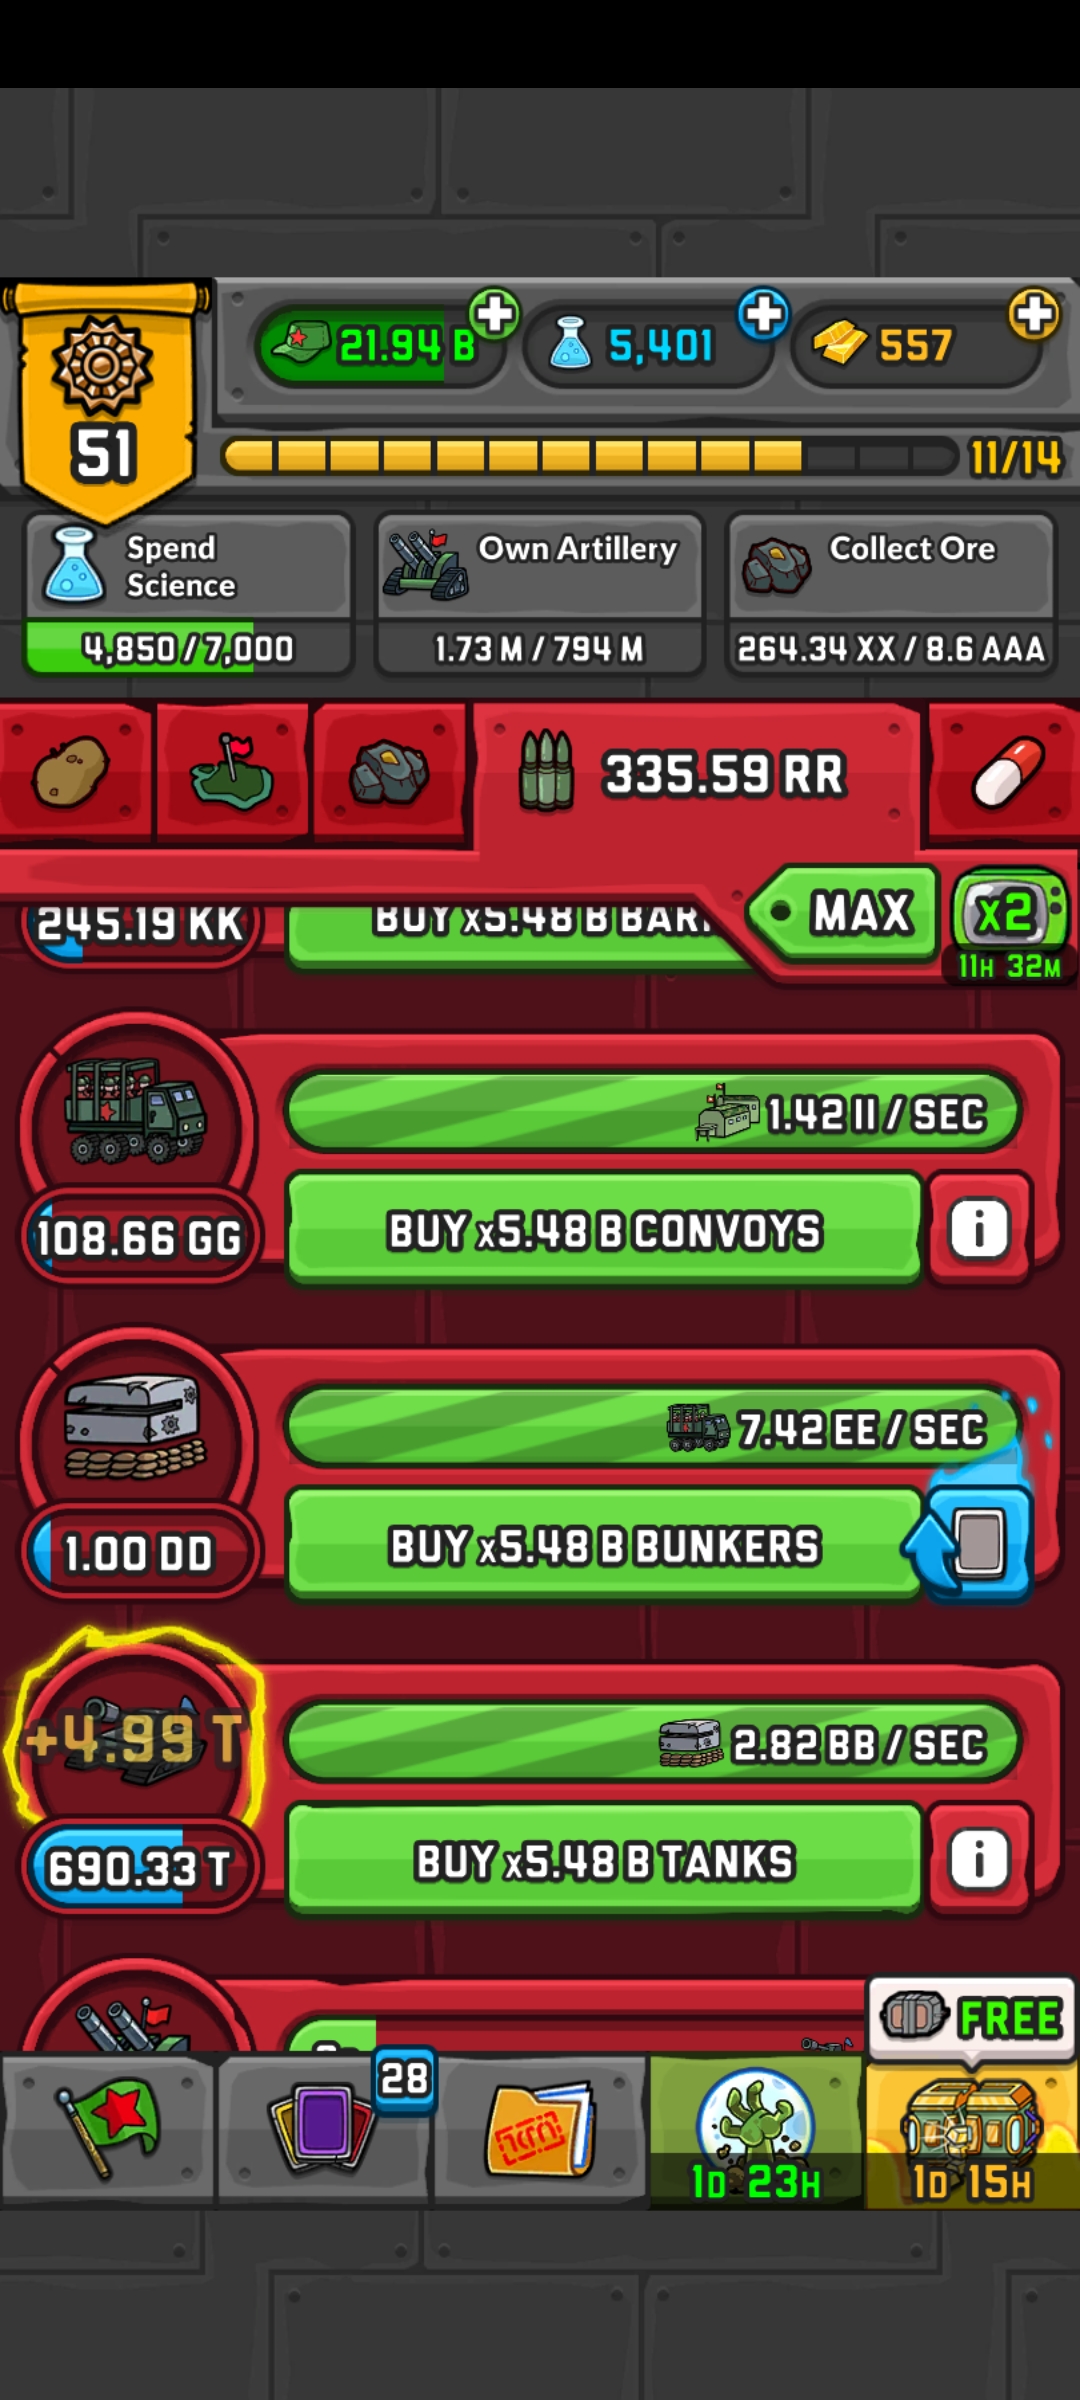 21.94 B
5,401
557
51
11/14
Spend
Science
4,850/7,000
Own Artillery
1.73 M/794 M
Collect Ore
264.34 XX/8.6 AAA
335.59 RR
MAX
x2
11H 32M
245.19 KK
BUY x5.48 B
1.42 II/SEC
108.66 GG
BUY x5.48 B CONVOYS
i
7.42 EE/SEC
1.00 DD
BUY x5.48 B BUNKERS
+4.99 T
2.82 BB/SEC
690.33 T
BUY x5.48 B TANKS
i
FREE
28
1D 23H
1D 15H